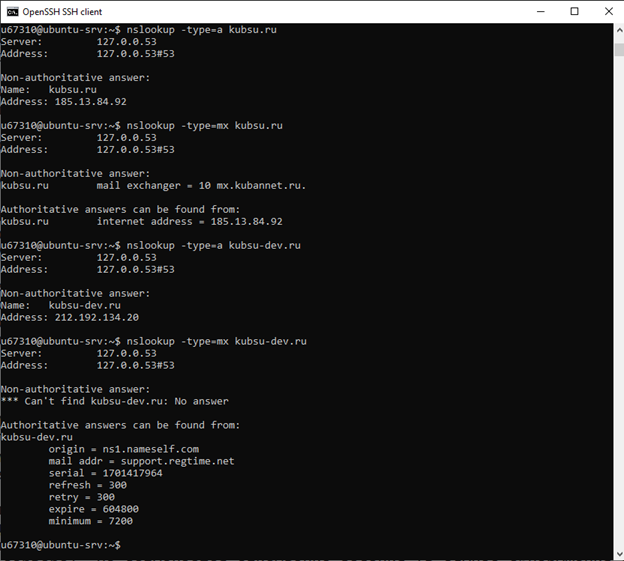 OpenSSH SSH client
u67310@ubuntu-srv:~$ nslookup -type=a kubsu.ru
Server:         127.0.0.53
Address:        127.0.0.53#53
Non-authoritative answer:
Name:   kubsu.ru
Address: 185.13.84.92
u67310@ubuntu-srv:~$ nslookup -type=mx kubsu.ru
Server:         127.0.0.53
Address:        127.0.0.53#53
Non-authoritative answer:
kubsu.ru        mail exchanger = 10 mx.kubannet.ru.
Authoritative answers can be found from:
kubsu.ru        internet address = 185.13.84.92
u67310@ubuntu-srv:~$ nslookup -type=a kubsu-dev.ru
Server:         127.0.0.53
Address:        127.0.0.53#53
Non-authoritative answer:
Name:   kubsu-dev.ru
Address: 212.192.134.20
u67310@ubuntu-srv:~$ nslookup -type=mx kubsu-dev.ru
Server:         127.0.0.53
Address:        127.0.0.53#53
Non-authoritative answer:
*** Can't find kubsu-dev.ru: No answer
Authoritative answers can be found from:
kubsu-dev.ru
        origin = ns1.nameself.com
        mail addr = support.regtime.net
        serial = 1701417964
        refresh = 300
        retry = 300
        expire = 604800
        minimum = 7200
u67310@ubuntu-srv:~$